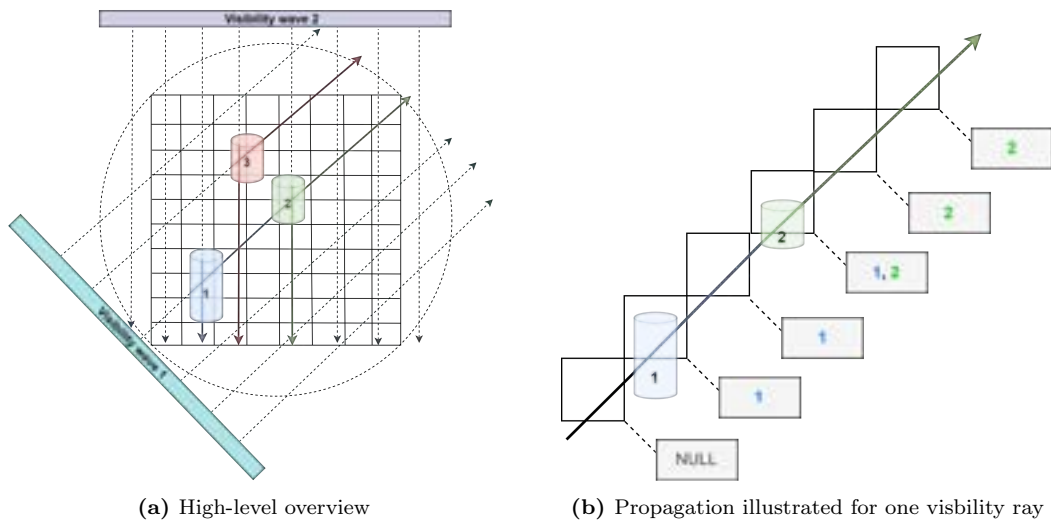 Visibility wave 2
3
2
1
Visibility wave 1
2
2
2
1, 2
1
1
1
NULL
(a) High-level overview
(b) Propagation illustrated for one visbility ray